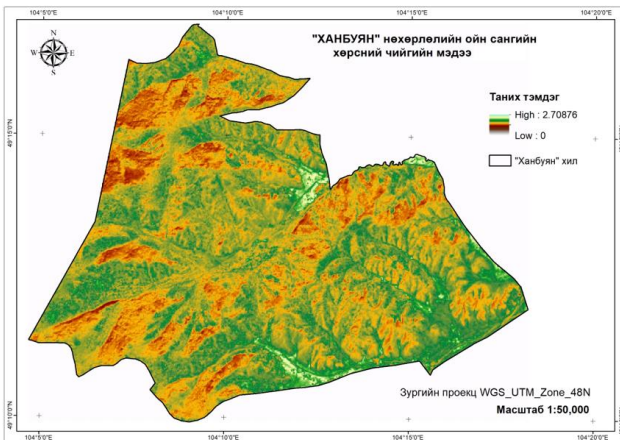 104°5'0"E 104°10'0"E 104°15'0"E 104°20'0"E
"ХАНБУЯН" нөхөрлөлийн ойн сангийн
хөрсний чийгийн мэдээ
N
W E
S
Таних тэмдэг
High : 2.70876
Low : 0
"Ханбуян" хил
49°15'0"N
49°10'0"N
Зургийн проекц WGS_UTM_Zone_48N
Масштаб 1:50,000
104°5'0"E 104°10'0"E 104°15'0"E 104°20'0"E